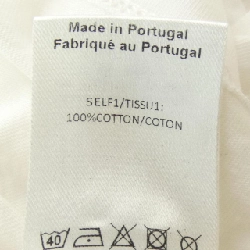 Made in Portugal
Fabriqué au Portugal
SELF1/TISSU1:
100%COTTON/COTON
40